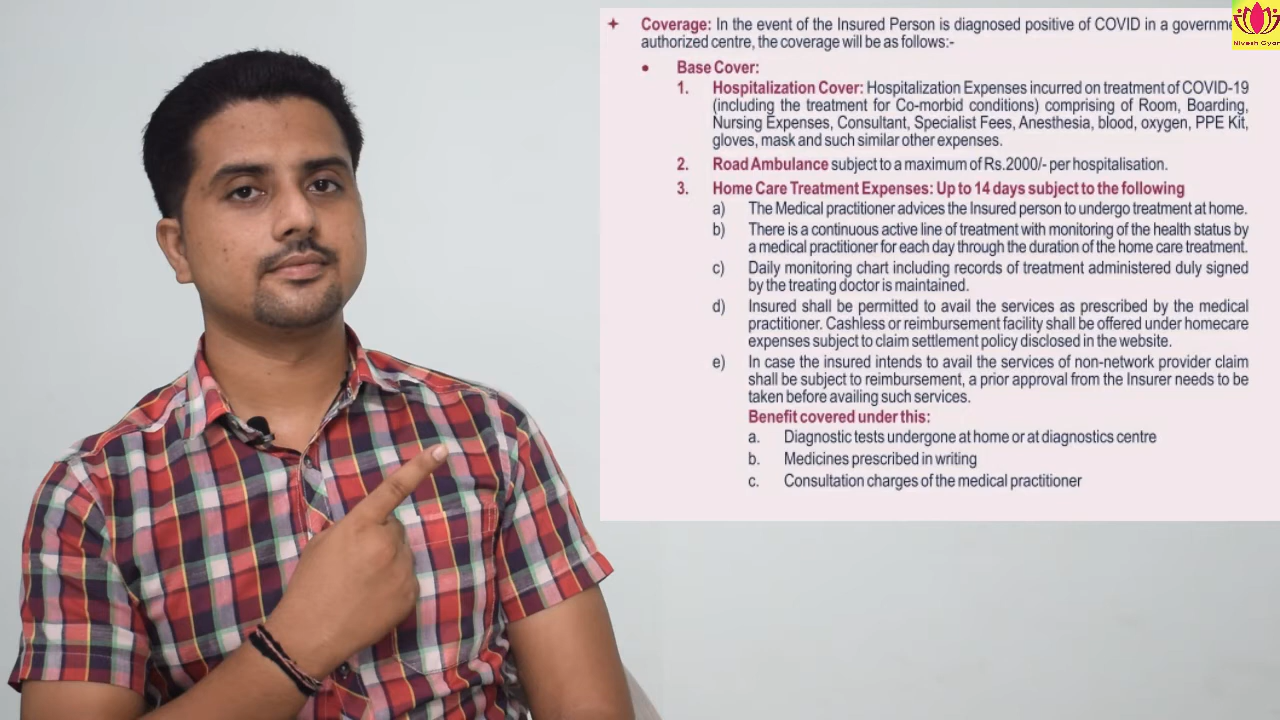 Coverage: In the event of the Insured Person is diagnosed positive of COVID in a
authorized centre, the coverage will be as follows:-
Base Cover:
1. Hospitalization Cover: Hospitalization Expenses incurred on treatment of COVID-19
(including the treatment for Co-morbid conditions) comprising of Room, Boarding,
Nursing Expenses, Consultant, Specialist Fees, Anesthesia, blood, oxygen, PPE Kit,
gloves, mask and such similar other expenses.
2. Road Ambulance subject to a maximum of Rs.2000/- per hospitalisation.
3. Home Care Treatment Expenses: Up to 14 days subject to the following
a) The Medical practitioner advices the Insured person to undergo treatment at home.
b) There is a continuous active line of treatment with monitoring of the health status by
a medical practitioner for each day through the duration of the home care treatment.
c) Daily monitoring chart including records of treatment administered duly signed
by the treating doctor is maintained.
d) Insured shall be permitted to avail the services as prescribed by the medical
practitioner. Cashless or reimbursement facility shall be offered under homecare
expenses subject to claim settlement policy disclosed in the website.
e) In case the insured intends to avail the services of non-network provider claim
shall be subject to reimbursement, a prior approval from the Insurer needs to be
taken before availing such services.
Benefit covered under this:
a. Diagnostic tests undergone at home or at diagnostics centre
b. Medicines prescribed in writing
c. Consultation charges of the medical practitioner
Nivesh Gyan